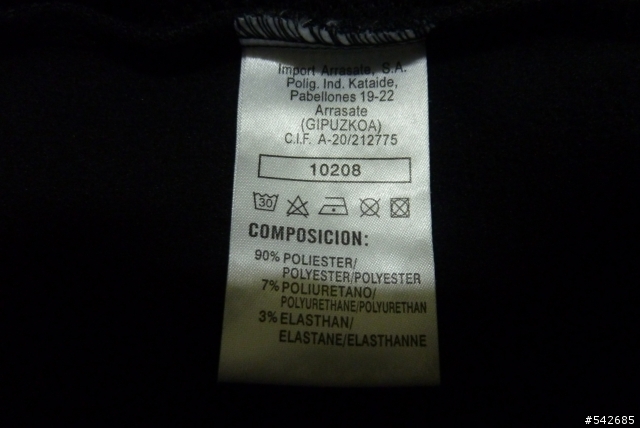 Import Arrasate, S.A.
Polig. Ind. Kataide,
Pabellones 19-22
Arrasate
(GIPUZKOA)
C.I.F. A-20/212775
10208
30
COMPOSICION:
90% POLIESTER/
POLYESTER/POLYESTER
7% POLIURETANO/
POLYURETHANE/POLYURETHAN
3% ELASTHAN/
ELASTANE/ELASTHANNE
#542685